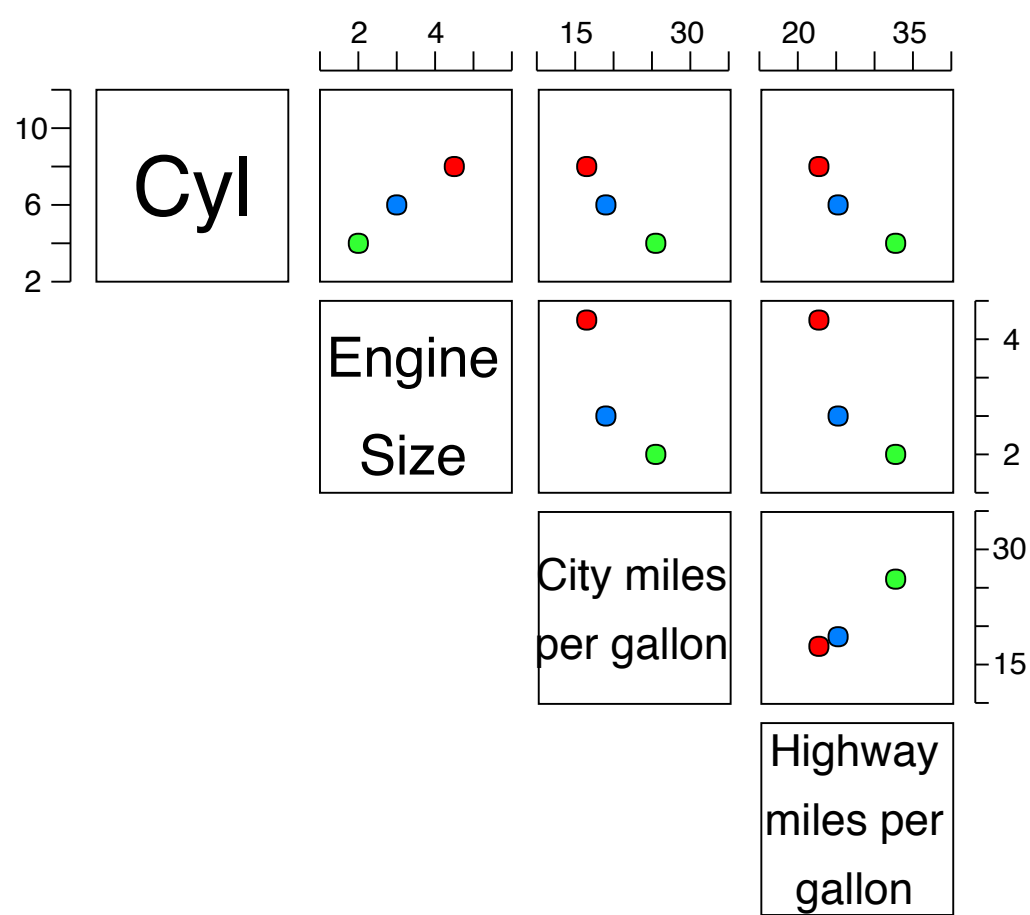 2 4 15 30 20 35
10
6
2
Cyl
Engine
Size
4
2
City miles
per gallon
30
15
Highway
miles per
gallon